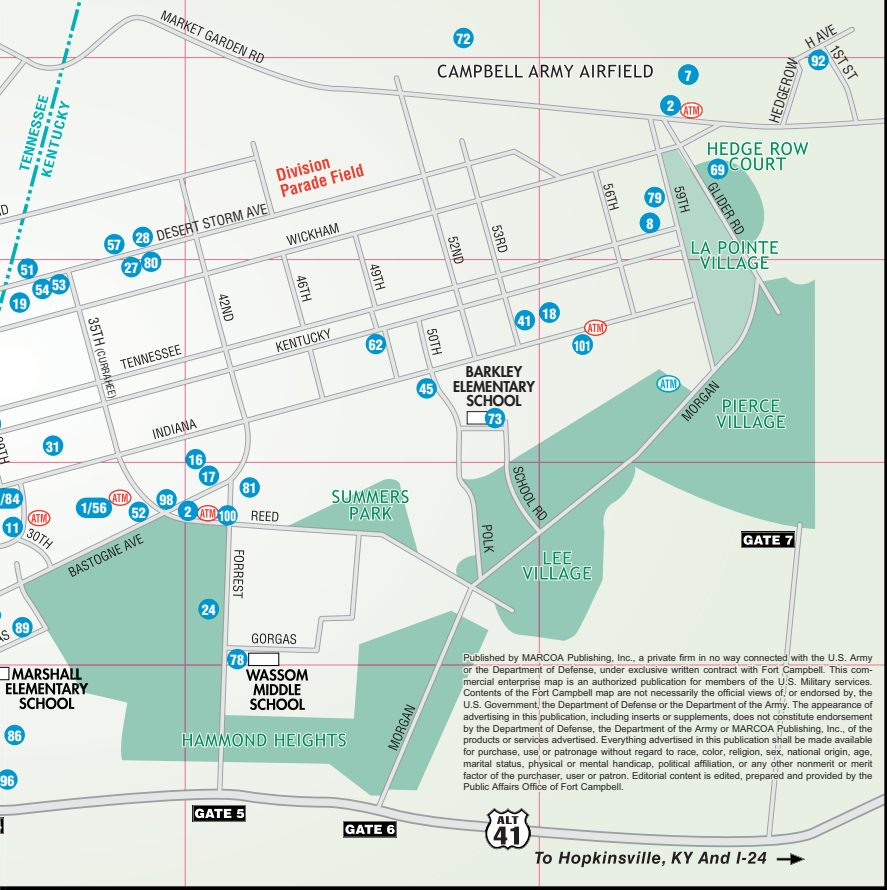 MARKET GARDEN RD
72
CAMPBELL ARMY AIRFIELD
7
2
ATM
H AVE
92
1ST ST
HEDGEROW
TENNESSEE
KENTUCKY
Division
Parade Field
HEDGE ROW
COURT
69
GLIDER RD
59TH
56TH
79
8
LA POINTE
VILLAGE
DESERT STORM AVE
28
57
27
80
WICKHAM
51
54
53
19
52ND
53RD
49TH
46TH
42ND
35TH (CURRAHEE)
TENNESSEE
KENTUCKY
62
50TH
41
18
ATM
101
45
BARKLEY
ELEMENTARY
SCHOOL
73
ATM
MORGAN
PIERCE
VILLAGE
INDIANA
31
16
17
81
/84
11
ATM
30TH
1/56
ATM
52
98
2
ATM
100
REED
SUMMERS
PARK
SCHOOL RD
POLK
LEE
VILLAGE
GATE 7
BASTOGNE AVE
FORREST
24
89
GORGAS
78
WASSOM
MIDDLE
SCHOOL
MARSHALL
ELEMENTARY
SCHOOL
86
96
HAMMOND HEIGHTS
MORGAN
Published by MARCOA Publishing, Inc., a private firm in no way connected with the U.S. Army
or the Department of Defense, under exclusive written contract with Fort Campbell. This com-
mercial enterprise map is an authorized publication for members of the U.S. Military services.
Contents of the Fort Campbell map are not necessarily the official views of, or endorsed by, the
U.S. Government, the Department of Defense or the Department of the Army. The appearance of
advertising in this publication, including inserts or supplements, does not constitute endorsement
by the Department of Defense, the Department of the Army or MARCOA Publishing, Inc., of the
products or services advertised. Everything advertised in this publication shall be made available
for purchase, use or patronage without regard to race, color, religion, sex, national origin, age,
marital status, physical or mental handicap, political affiliation, or any other nonmerit or merit
factor of the purchaser, user or patron. Editorial content is edited, prepared and provided by the
Public Affairs Office of Fort Campbell.
GATE 5
GATE 6
ALT
41
To Hopkinsville, KY And I-24